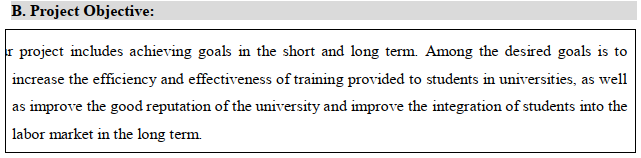 B. Project Objective:
project includes achieving goals in the short and long term. Among the desired goals is to
increase the efficiency and effectiveness of training provided to students in universities, as well
as improve the good reputation of the university and improve the integration of students into the
labor market in the long term.